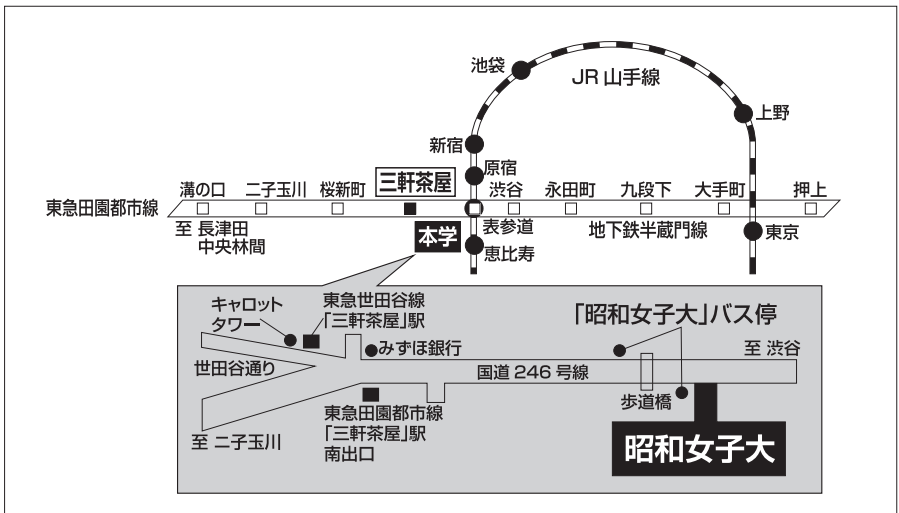 池袋
JR 山手線
上野
新宿
原宿
溝の口
二子玉川
桜新町
三軒茶屋
渋谷
永田町
九段下
大手町
押上
東急田園都市線
至 長津田
中央林間
本学
表参道
地下鉄半蔵門線
東京
恵比寿
キャロット
タワー
東急世田谷線
「三軒茶屋」駅
「昭和女子大」バス停
みずほ銀行
至 渋谷
世田谷通り
国道 246 号線
歩道橋
東急田園都市線
「三軒茶屋」駅
南出口
至 二子玉川
昭和女子大